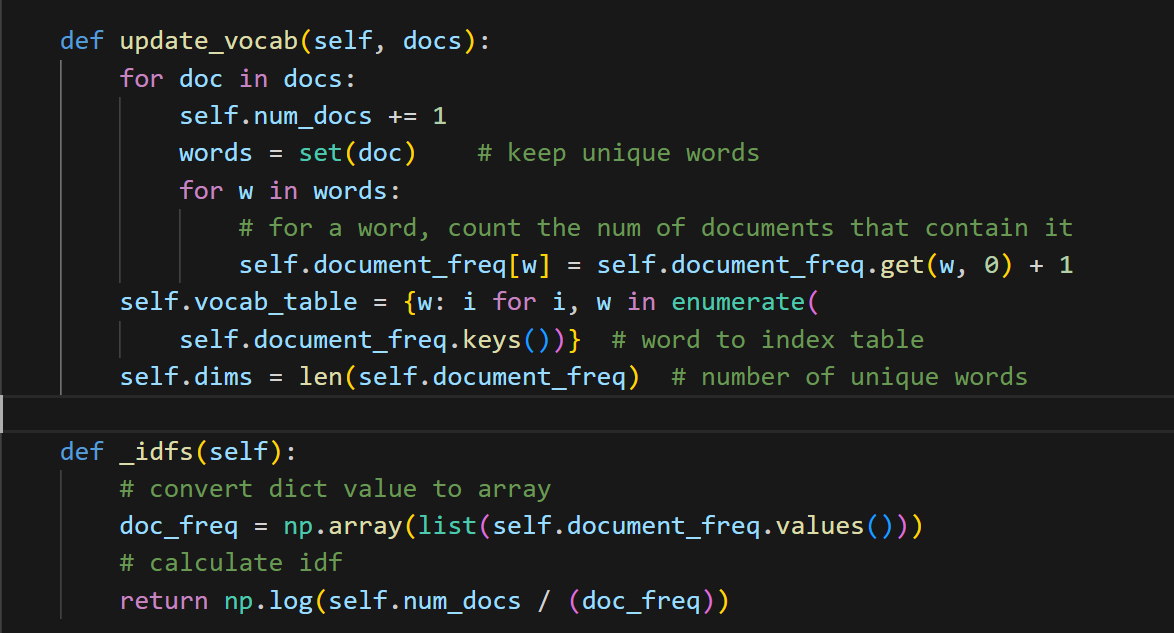 def update_vocab(self, docs):
    for doc in docs:
        self.num_docs += 1
        words = set(doc)    # keep unique words
        for w in words:
            # for a word, count the num of documents that contain it
            self.document_freq[w] = self.document_freq.get(w, 0) + 1
    self.vocab_table = {w: i for i, w in enumerate(
        self.document_freq.keys())}  # word to index table
    self.dims = len(self.document_freq)  # number of unique words

def _idfs(self):
    # convert dict value to array
    doc_freq = np.array(list(self.document_freq.values()))
    # calculate idf
    return np.log(self.num_docs / (doc_freq))